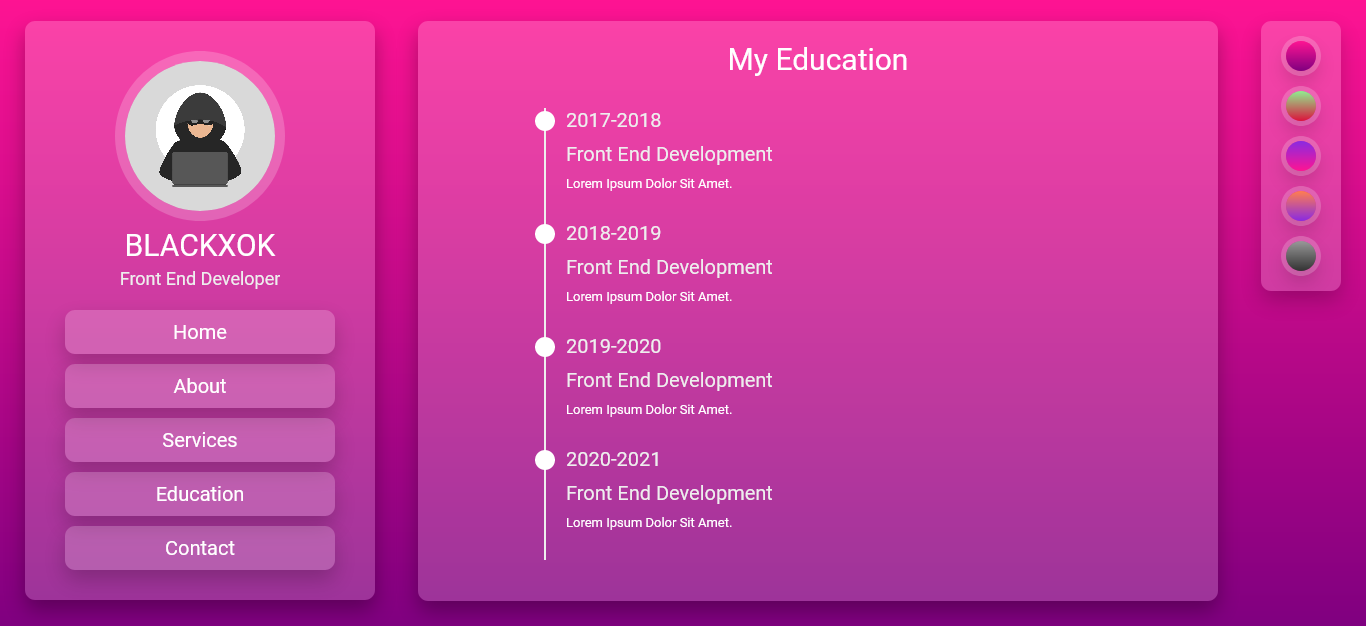 BLACKXOK
Front End Developer
Home
About
Services
Education
Contact
My Education
2017-2018
Front End Development
Lorem Ipsum Dolor Sit Amet.
2018-2019
Front End Development
Lorem Ipsum Dolor Sit Amet.
2019-2020
Front End Development
Lorem Ipsum Dolor Sit Amet.
2020-2021
Front End Development
Lorem Ipsum Dolor Sit Amet.